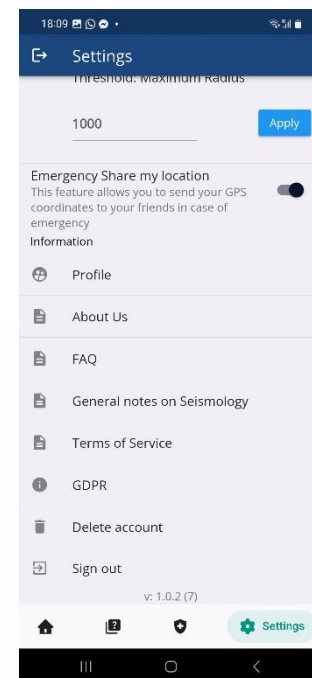 18:09
Settings
Threshold: Maximum Radius
1000
Apply
Emergency Share my location
This feature allows you to send your GPS
coordinates to your friends in case of
emergency
Information
Profile
About Us
FAQ
General notes on Seismology
Terms of Service
GDPR
Delete account
Sign out
v: 1.0.2 (7)
Settings